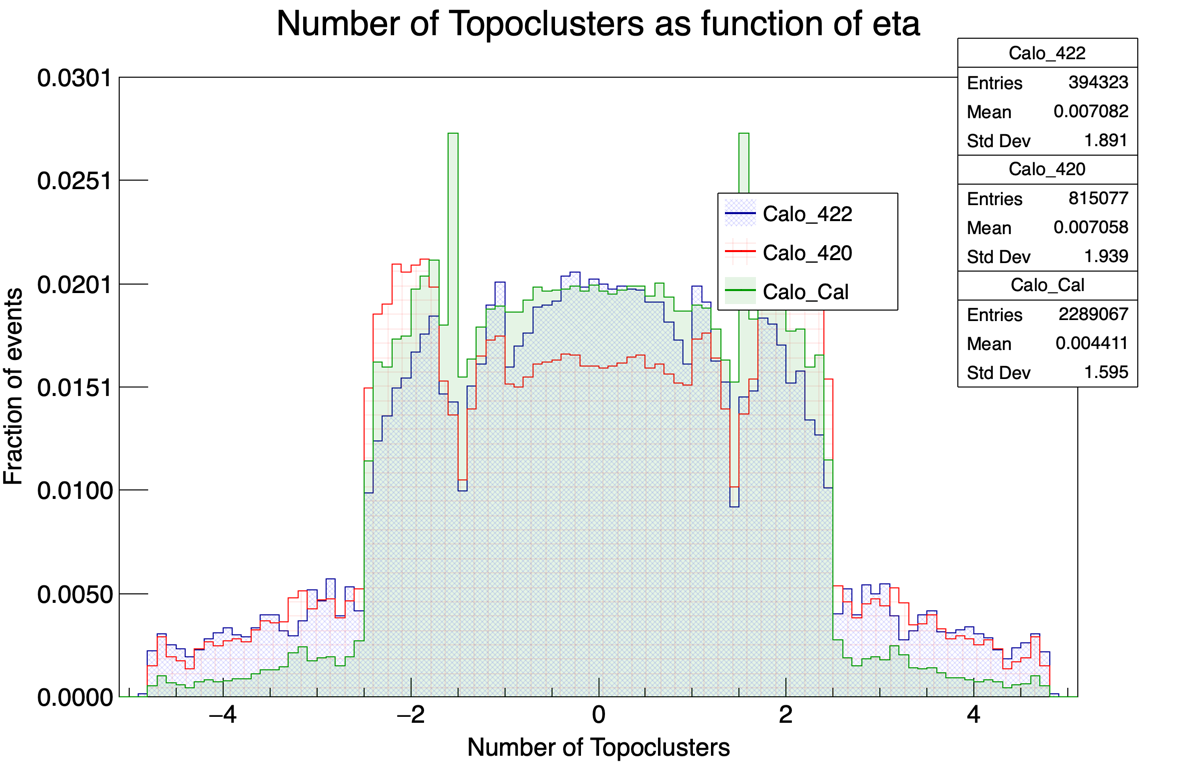 Number of Topoclusters as function of eta
Calo_422
Entries 394323
Mean 0.007082
Std Dev 1.891
Calo_420
Entries 815077
Mean 0.007058
Std Dev 1.939
Calo_Cal
Entries 2289067
Mean 0.004411
Std Dev 1.595
Calo_422
Calo_420
Calo_Cal
Fraction of events
0.0301
0.0251
0.0201
0.0151
0.0100
0.0050
0.0000
−4 −2 0 2 4
Number of Topoclusters